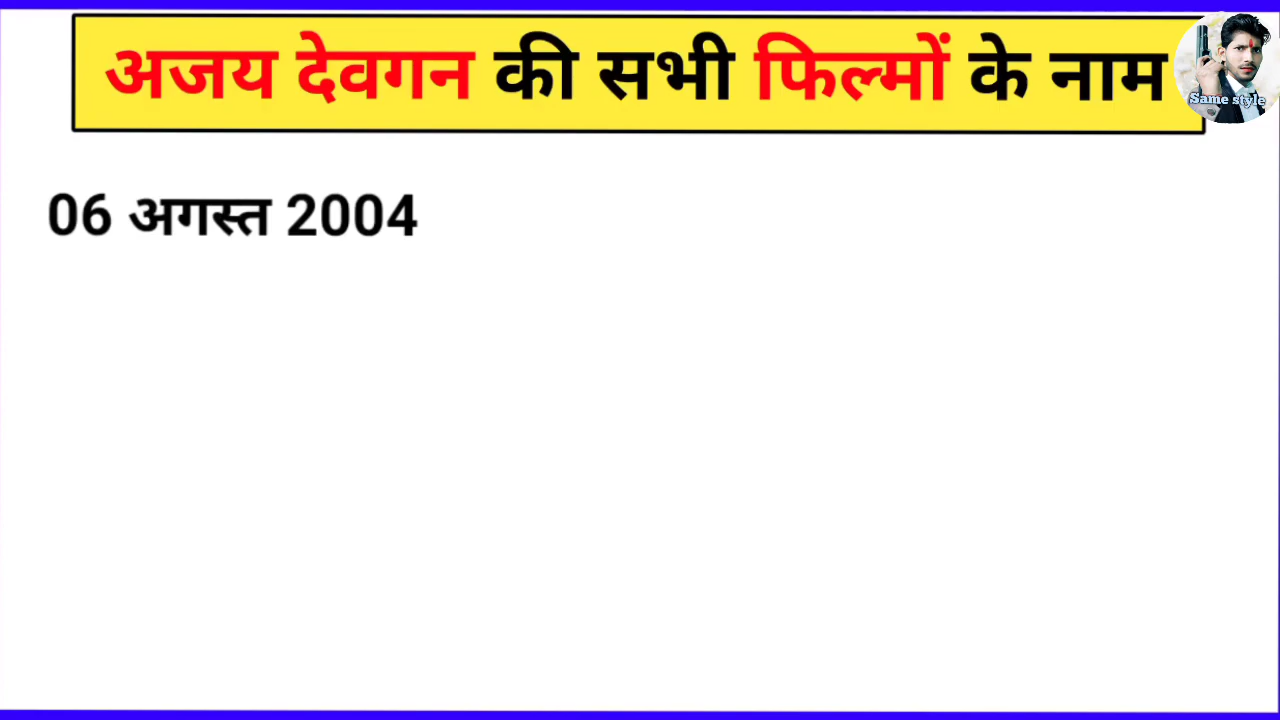 अजय देवगन की सभी फिल्मों के नाम
Same style
06 अगस्त 2004